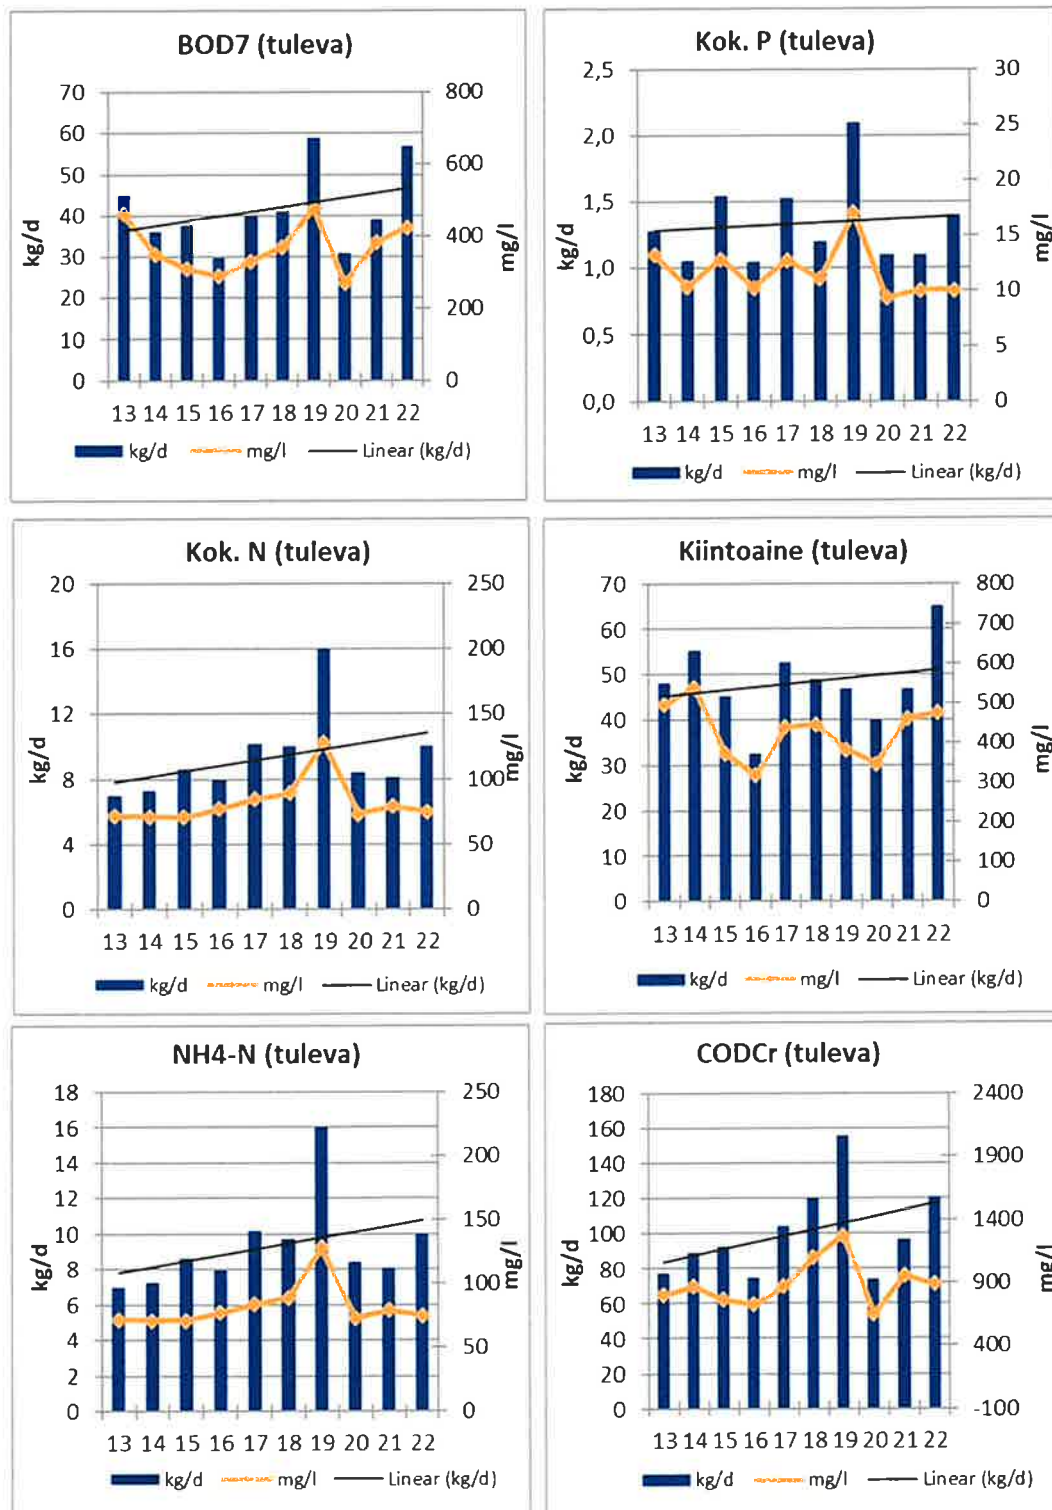 BOD7 (tuleva)
70
60
50
40
30
20
10
0
kg/d
800
600
400
200
0
mg/l
13 14 15 16 17 18 19 20 21 22
kg/d mg/l Linear (kg/d)
Kok. P (tuleva)
2,5
2,0
1,5
1,0
0,5
0,0
kg/d
30
25
20
15
10
5
0
mg/l
13 14 15 16 17 18 19 20 21 22
kg/d mg/l Linear (kg/d)
Kok. N (tuleva)
20
16
12
8
4
0
kg/d
250
200
150
100
50
0
mg/l
13 14 15 16 17 18 19 20 21 22
kg/d mg/l Linear (kg/d)
Kiintoaine (tuleva)
70
60
50
40
30
20
10
0
kg/d
800
700
600
500
400
300
200
100
0
mg/l
13 14 15 16 17 18 19 20 21 22
kg/d mg/l Linear (kg/d)
NH4-N (tuleva)
18
16
14
12
10
8
6
4
2
0
kg/d
250
200
150
100
50
0
mg/l
13 14 15 16 17 18 19 20 21 22
kg/d mg/l Linear (kg/d)
CODCr (tuleva)
180
160
140
120
100
80
60
40
20
0
kg/d
2400
1900
1400
900
400
-100
mg/l
13 14 15 16 17 18 19 20 21 22
kg/d mg/l Linear (kg/d)